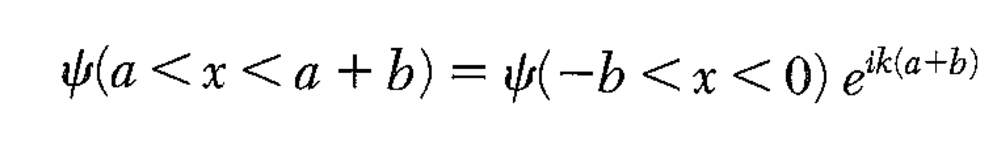 ψ(a < x < a + b) = ψ(−b < x < 0) e^{ik(a+b)}